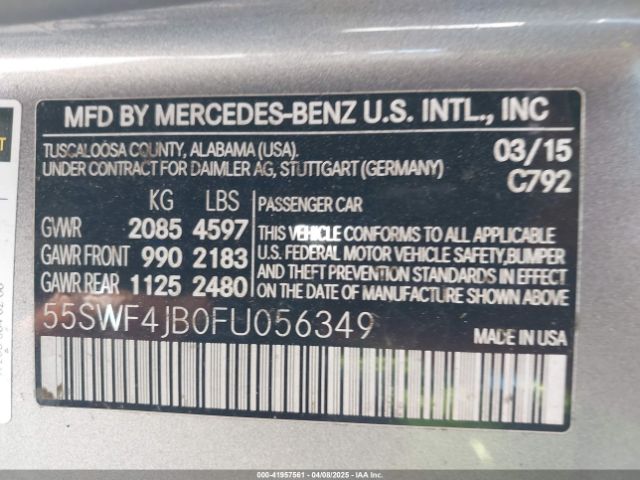 MFD BY MERCEDES-BENZ U.S. INTL., INC
TUSCALOOSA COUNTY, ALABAMA (USA). 03/15
UNDER CONTRACT FOR DAIMLER AG, STUTTGART (GERMANY) C792
KG LBS PASSENGER CAR
GVWR 2085 4597 THIS VEHICLE CONFORMS TO ALL APPLICABLE
GAWR FRONT 990 2183 U.S. FEDERAL MOTOR VEHICLE SAFETY,BUMPER,
GAWR REAR 1125 2480 AND THEFT PREVENTION STANDARDS IN EFFECT
ON THE DATE OF MANUFACTURE SHOWN ABOVE.
55SWF4JB0FU056349
MADE IN USA
000-41957561 - 04/08/2025 - IAAI.CA